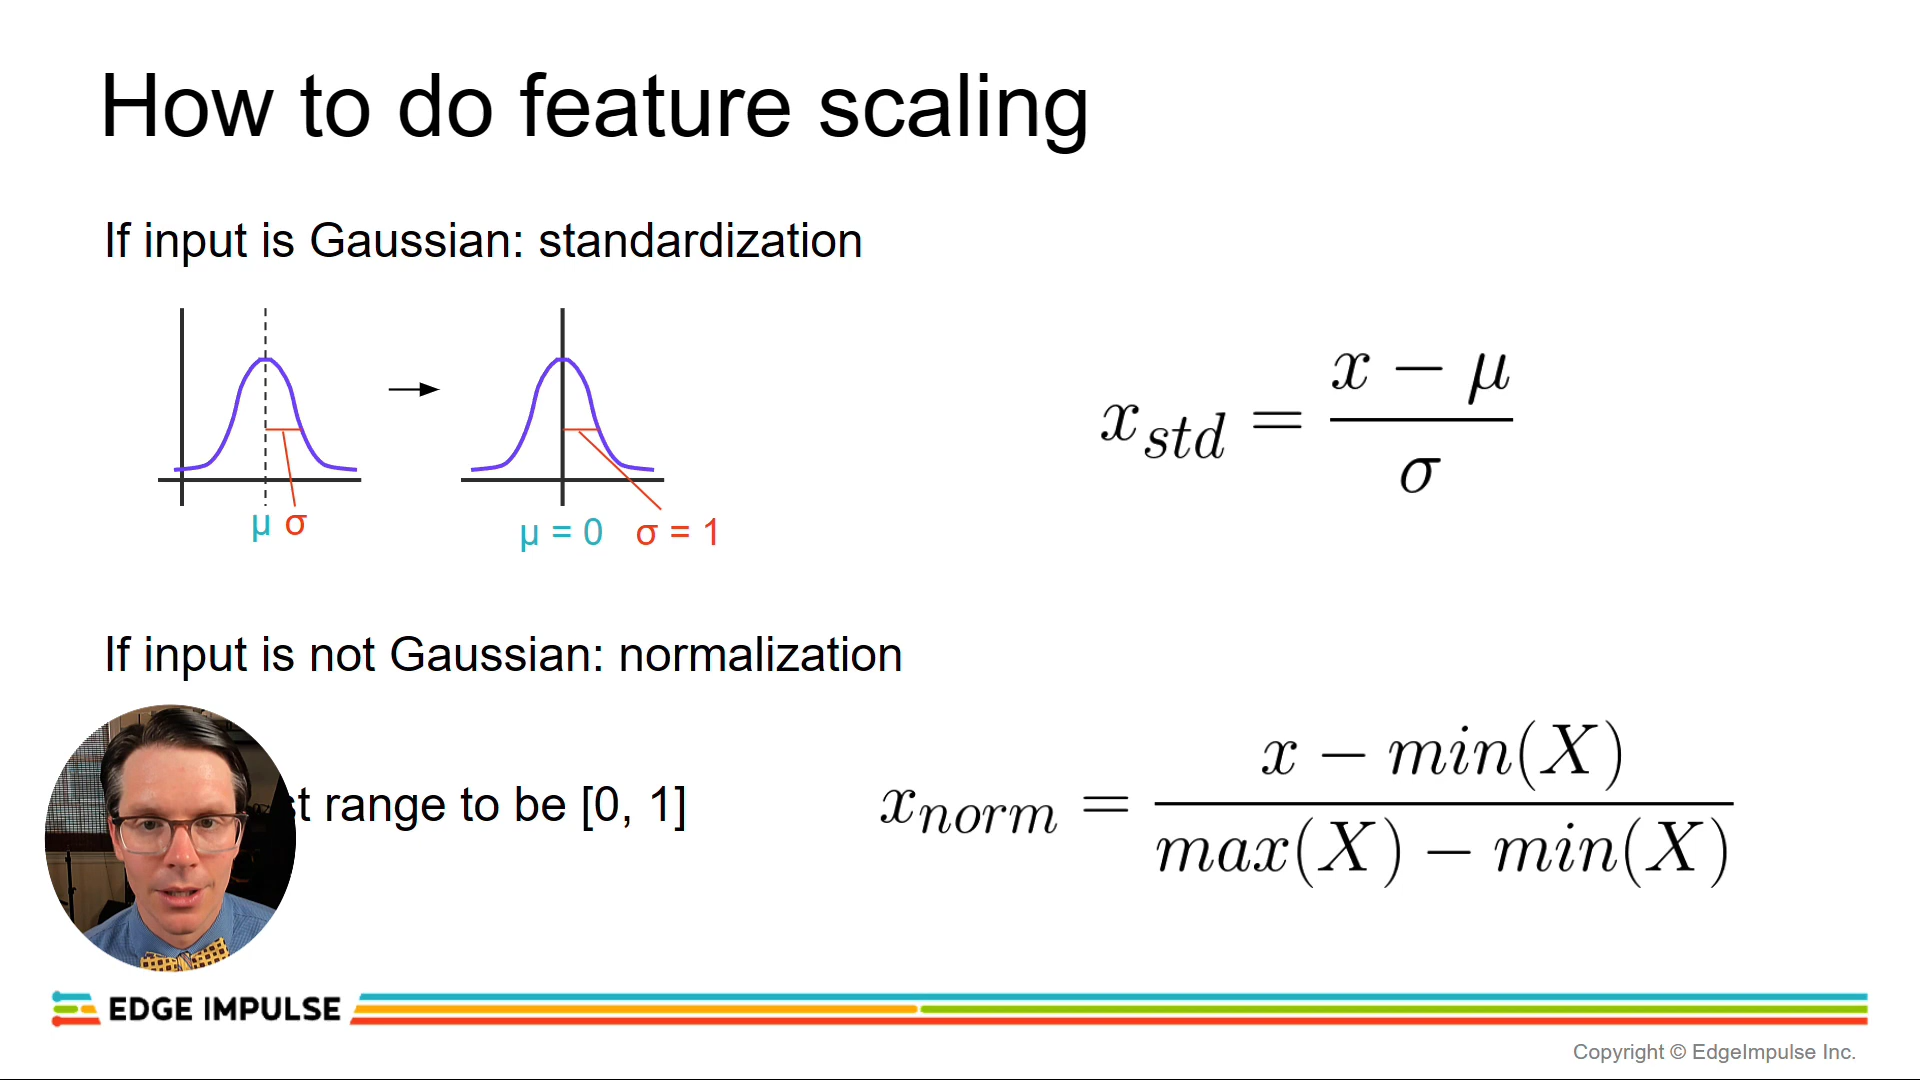 How to do feature scaling
If input is Gaussian: standardization
μ σ
μ = 0 σ = 1
x_std = (x − μ) / σ
If input is not Gaussian: normalization
range to be [0, 1]
x_norm = (x − min(X)) / (max(X) − min(X))
EDGE IMPULSE
Copyright © EdgeImpulse Inc.